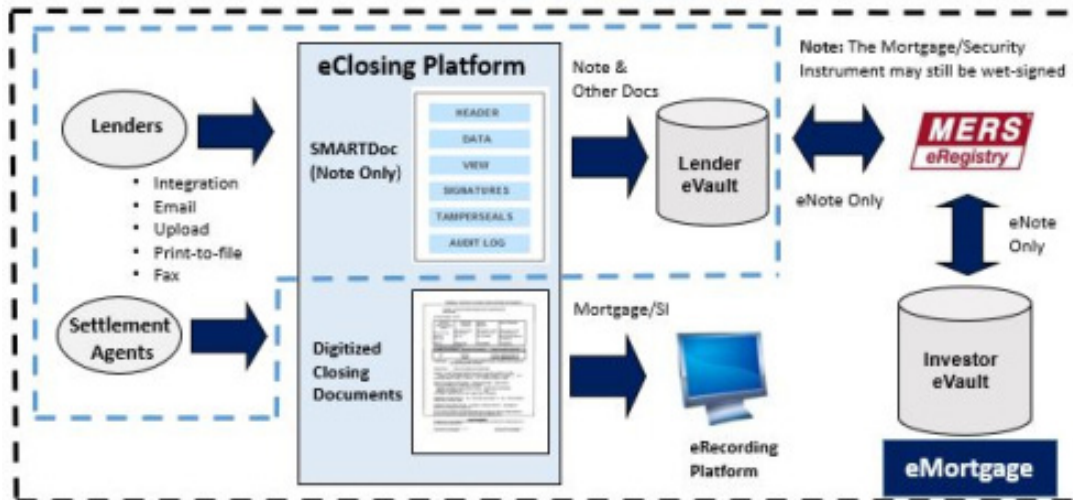 eClosing Platform
Lenders
• Integration
• Email
• Upload
• Print-to-file
• Fax
Settlement
Agents
SMARTDoc
(Note Only)
HEADER
DATA
VIEW
SIGNATURES
TAMPERSEALS
AUDIT LOG
Digitized
Closing
Documents
Note &
Other Docs
Lender
eVault
Mortgage/SI
eRecording
Platform
Note: The Mortgage/Security
Instrument may still be wet-signed
MERS
eRegistry
eNote Only
eNote
Only
Investor
eVault
eMortgage